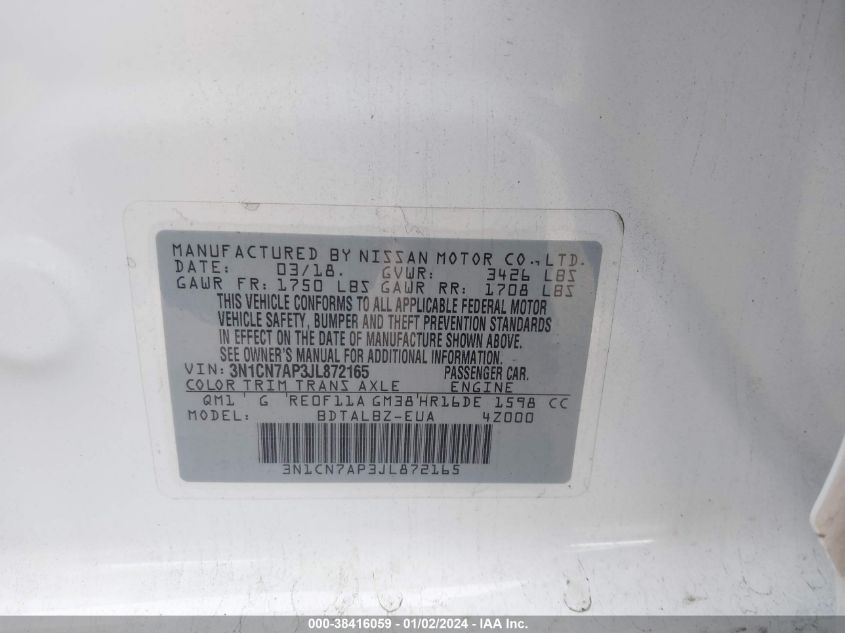 MANUFACTURED BY NISSAN MOTOR CO., LTD.
DATE: 03/18. GVWR: 3426 LBS
GAWR FR: 1750 LBS GAWR RR: 1708 LBS
THIS VEHICLE CONFORMS TO ALL APPLICABLE FEDERAL MOTOR
VEHICLE SAFETY, BUMPER AND THEFT PREVENTION STANDARDS
IN EFFECT ON THE DATE OF MANUFACTURE SHOWN ABOVE.
SEE OWNER'S MANUAL FOR ADDITIONAL INFORMATION.
VIN: 3N1CN7AP3JL872165 PASSENGER CAR.
COLOR TRIM TRANS AXLE ENGINE
QM1 G RE0F11A GM38 HR16DE 1598 CC
MODEL: BDTALBZ-EUA 4Z000
3N1CN7AP3JL872165
000-38416059 - 01/02/2024 - IAA Inc.